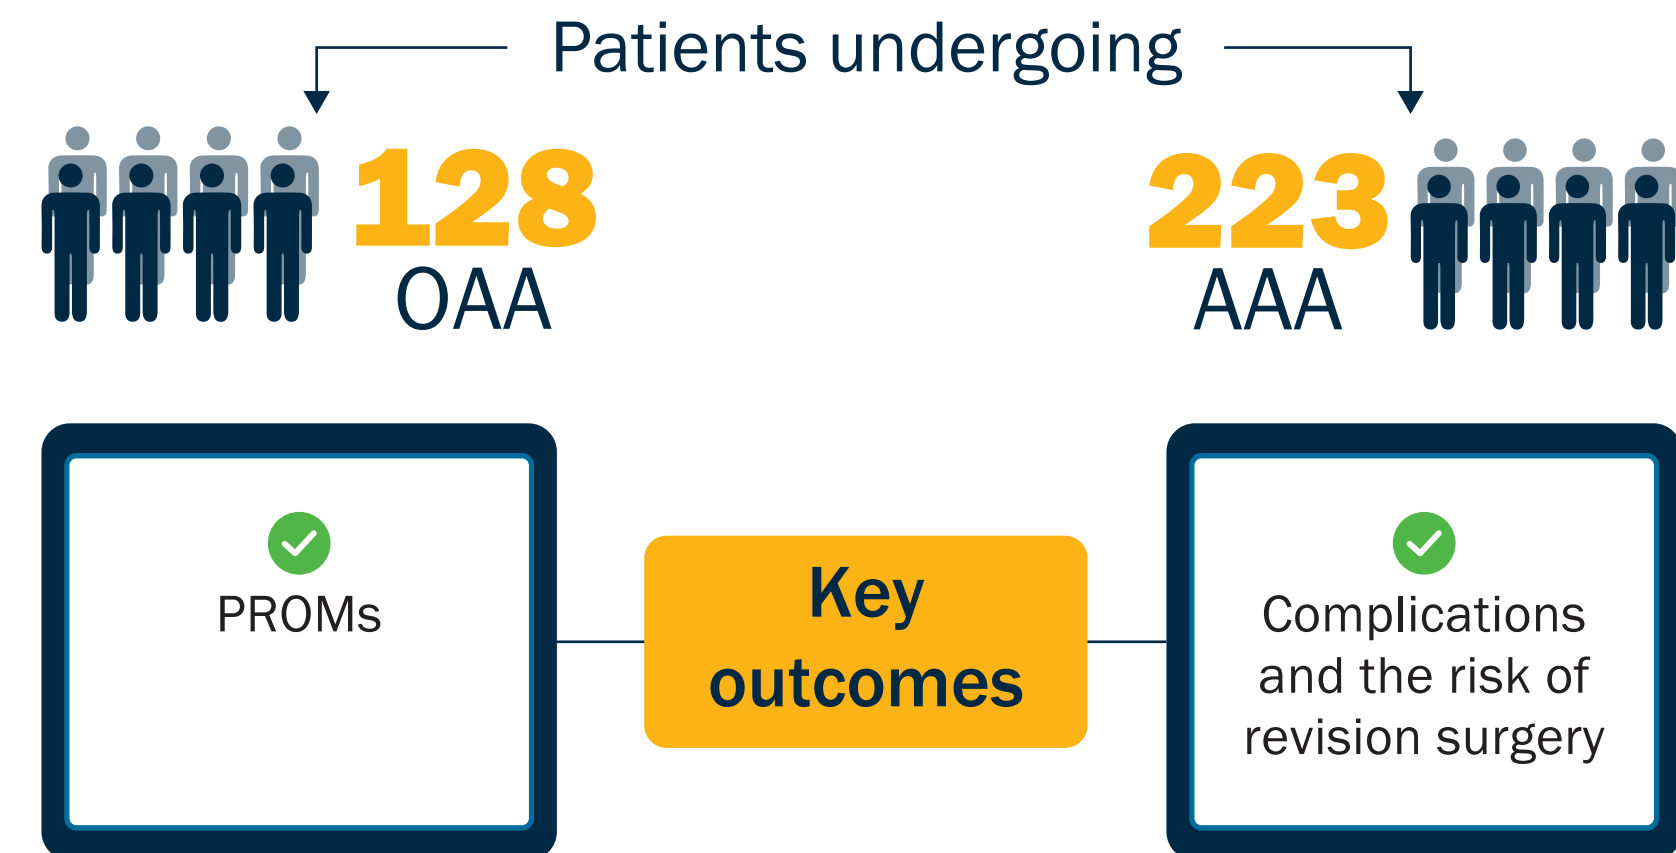 Patients undergoing
128
OAA
223
AAA
PROMs
Key
outcomes
Complications
and the risk of
revision surgery